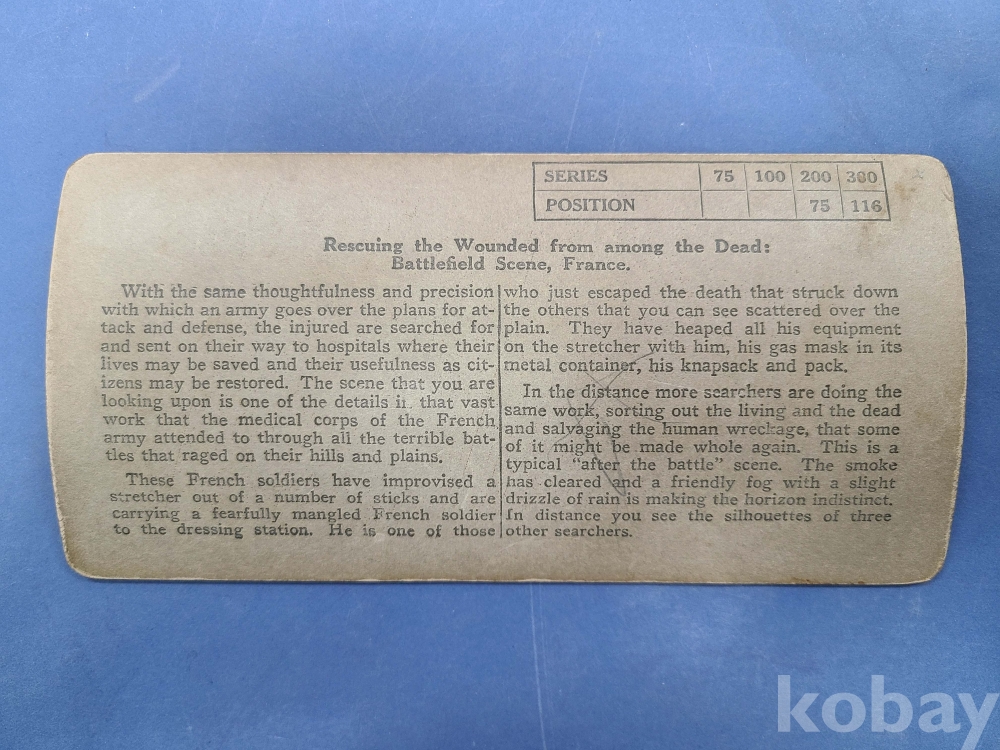 SERIES 75 100 200 300
POSITION 75 116
Rescuing the Wounded from among the Dead:
Battlefield Scene, France.
With the same thoughtfulness and precision
with which an army goes over the plans for at-
tack and defense, the injured are searched for
and sent on their way to hospitals where their
lives may be saved and their usefulness as cit-
izens may be restored. The scene that you are
looking upon is one of the details in that vast
work that the medical corps of the French
army attended to through all the terrible bat-
tles that raged on their hills and plains.
These French soldiers have improvised a
stretcher out of a number of sticks and are
carrying a fearfully mangled French soldier
to the dressing station. He is one of those
who just escaped the death that struck down
the others that you can see scattered over the
plain. They have heaped all his equipment
on the stretcher with him, his gas mask in its
metal container, his knapsack and pack.
In the distance more searchers are doing the
same work, sorting out the living and the dead
and salvaging the human wreckage, that some
of it might be made whole again. This is a
typical "after the battle" scene. The smoke
has cleared and a friendly fog with a slight
drizzle of rain is making the horizon indistinct.
In distance you see the silhouettes of three
other searchers.
kobay